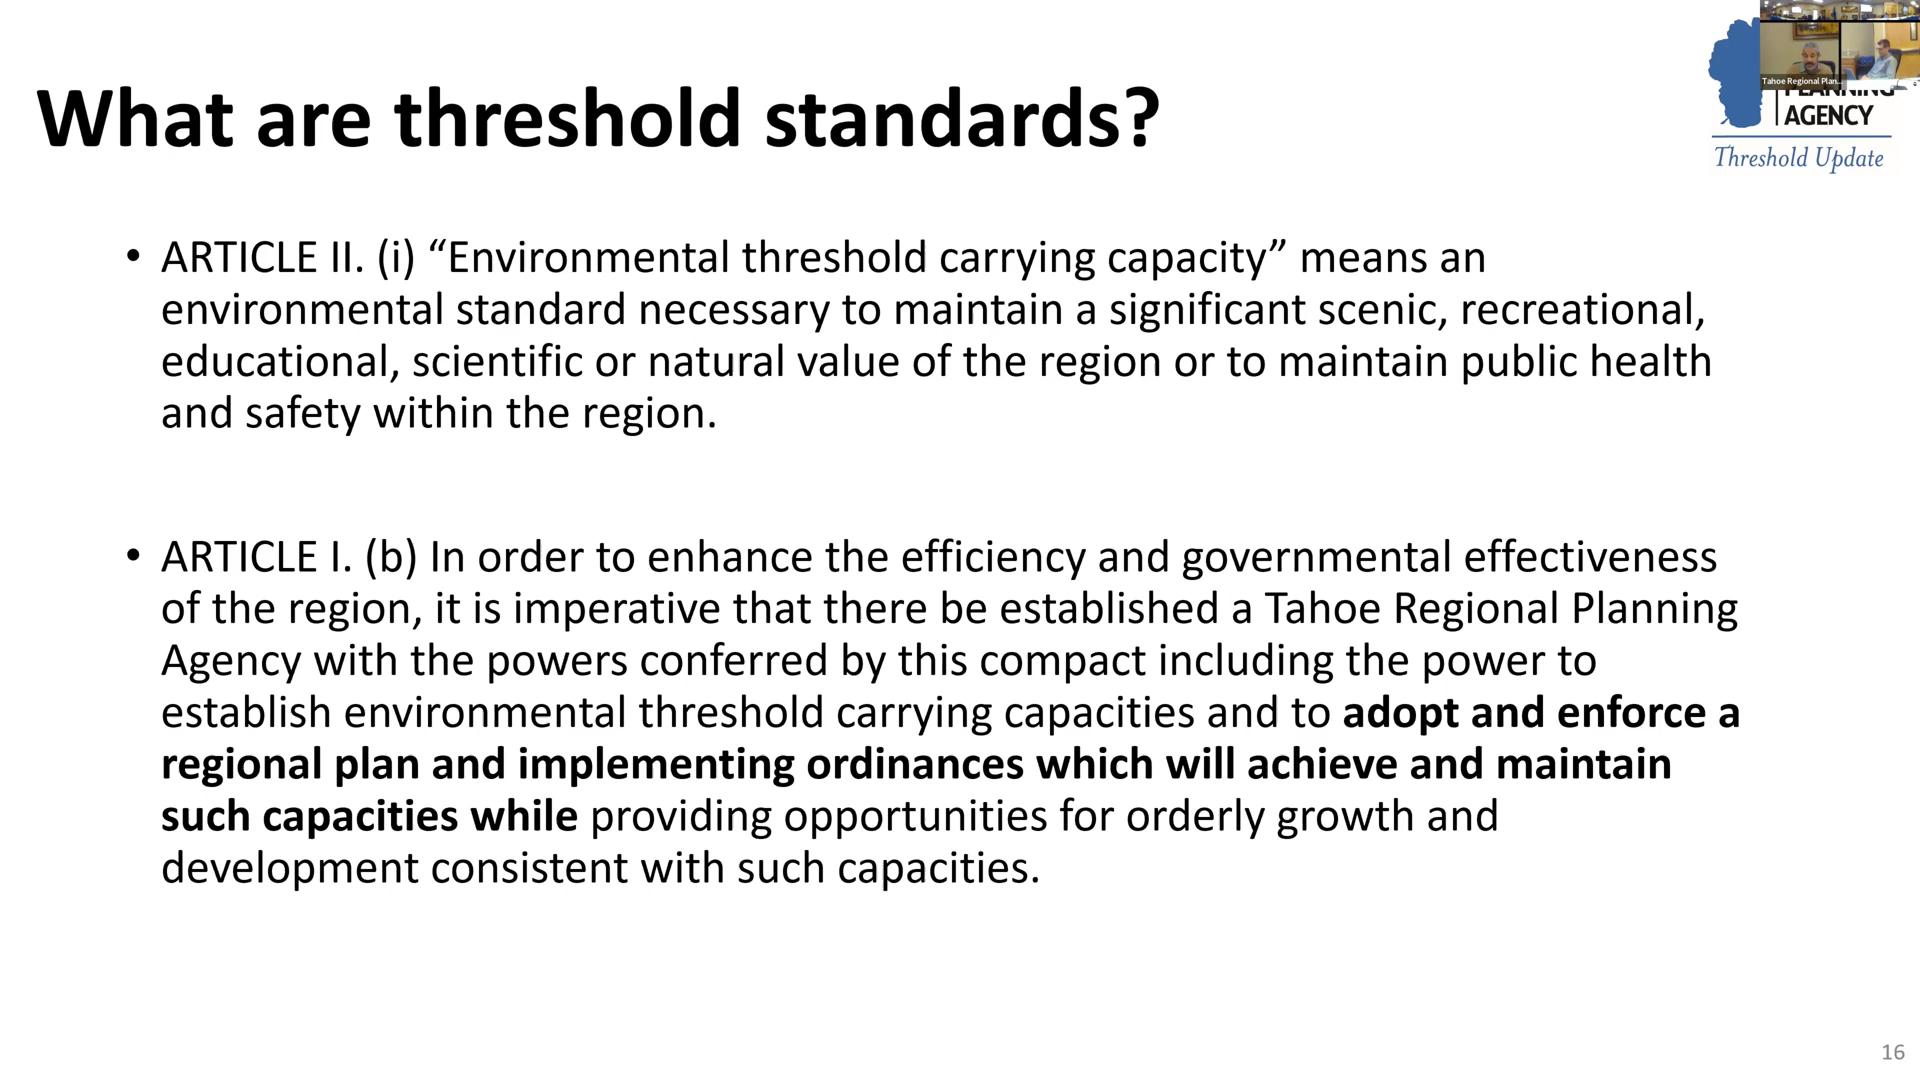 Tahoe Regional Plan...
What are threshold standards?
PLANNING
AGENCY
Threshold Update
• ARTICLE II. (i) “Environmental threshold carrying capacity” means an
environmental standard necessary to maintain a significant scenic, recreational,
educational, scientific or natural value of the region or to maintain public health
and safety within the region.
• ARTICLE I. (b) In order to enhance the efficiency and governmental effectiveness
of the region, it is imperative that there be established a Tahoe Regional Planning
Agency with the powers conferred by this compact including the power to
establish environmental threshold carrying capacities and to adopt and enforce a
regional plan and implementing ordinances which will achieve and maintain
such capacities while providing opportunities for orderly growth and
development consistent with such capacities.
16